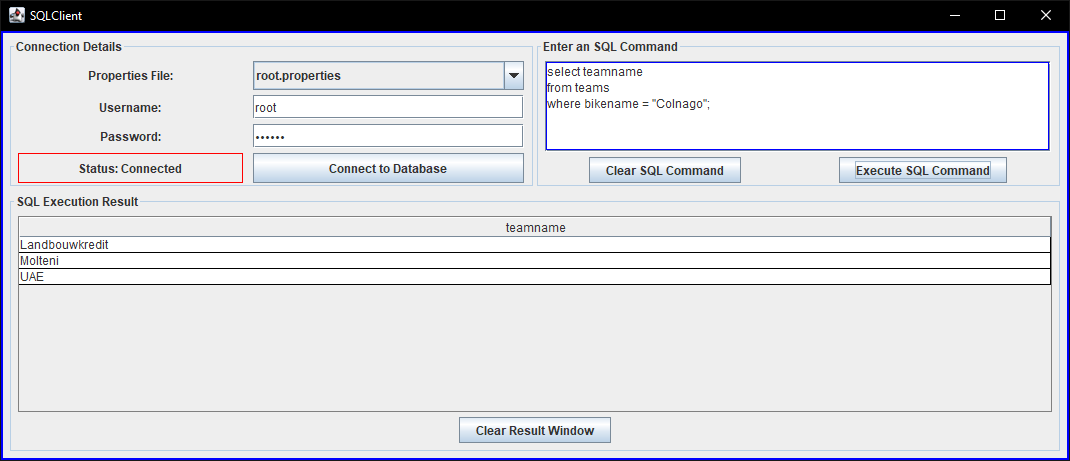 SQLClient
Connection Details
Properties File:
root.properties
Username:
root
Password:
••••••
Status: Connected
Connect to Database
Enter an SQL Command
select teamname
from teams
where bikename = "Colnago";
Clear SQL Command
Execute SQL Command
SQL Execution Result
teamname
Landbouwkredit
Molteni
UAE
Clear Result Window